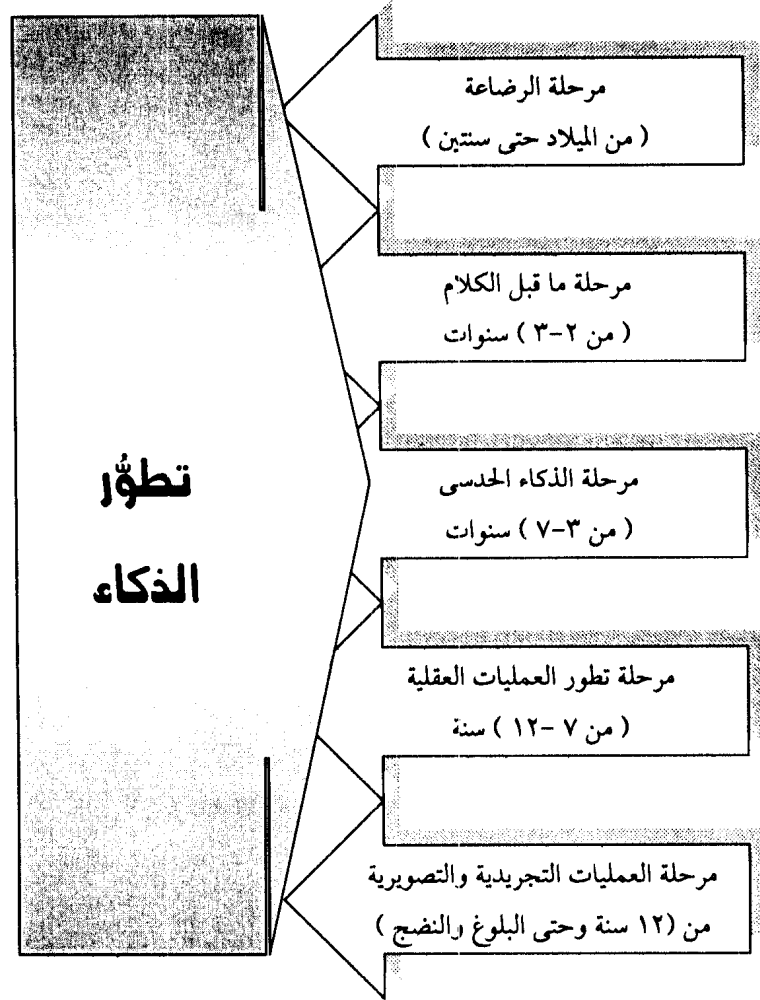 مرحلة الرضاعة
( من الميلاد حتى سنتين )
مرحلة ما قبل الكلام
( من ٢-٣ ) سنوات
تطوُّر
الذكاء
مرحلة الذكاء الحدسى
( من ٣-٧ ) سنوات
مرحلة تطور العمليات العقلية
( من ٧ -١٢ ) سنة
مرحلة العمليات التجريدية والتصويرية
من (١٢ سنة وحتى البلوغ والنضج )